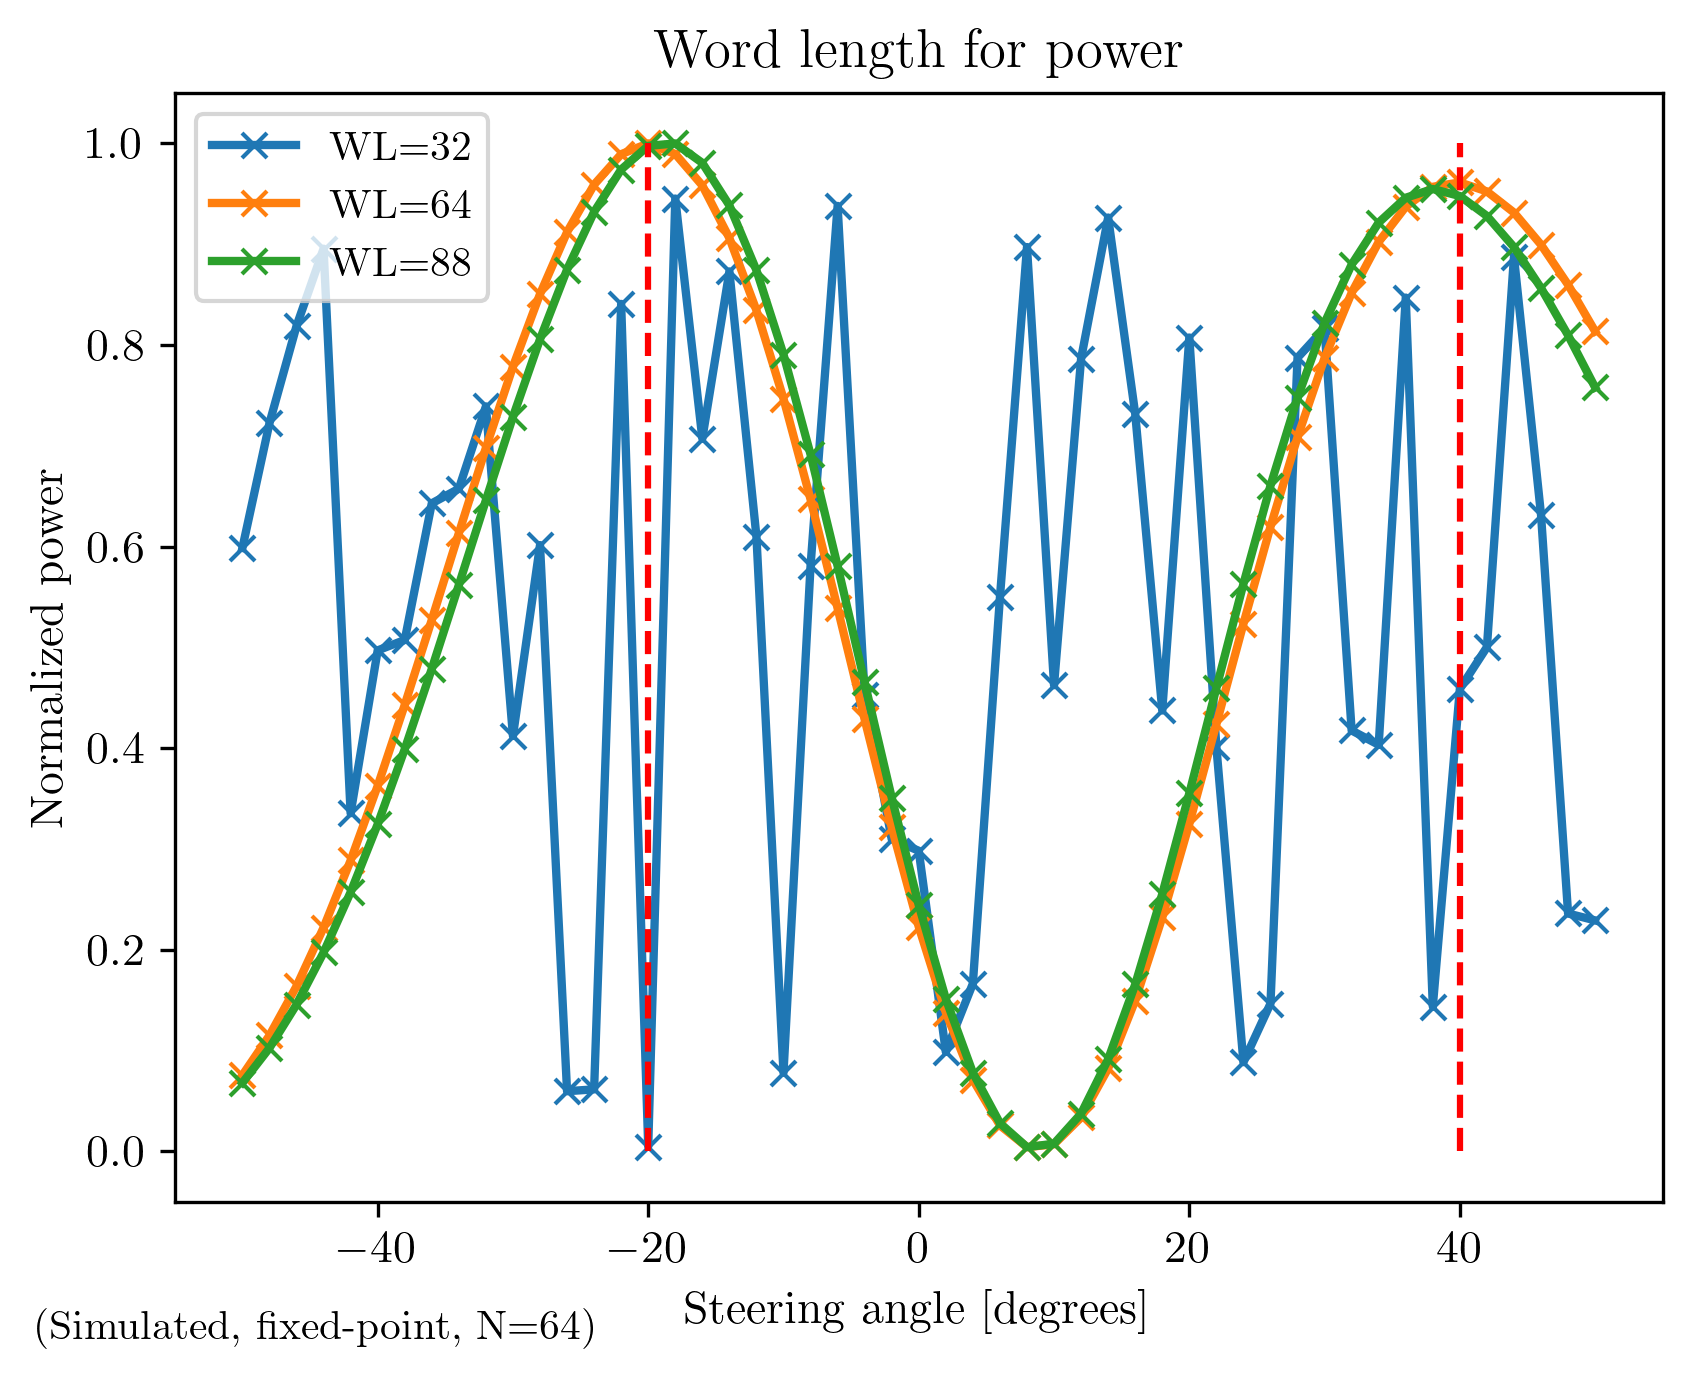 Word length for power
WL=32
WL=64
WL=88
Normalized power
1.0
0.8
0.6
0.4
0.2
0.0
−40
−20
0
20
40
Steering angle [degrees]
(Simulated, fixed-point, N=64)